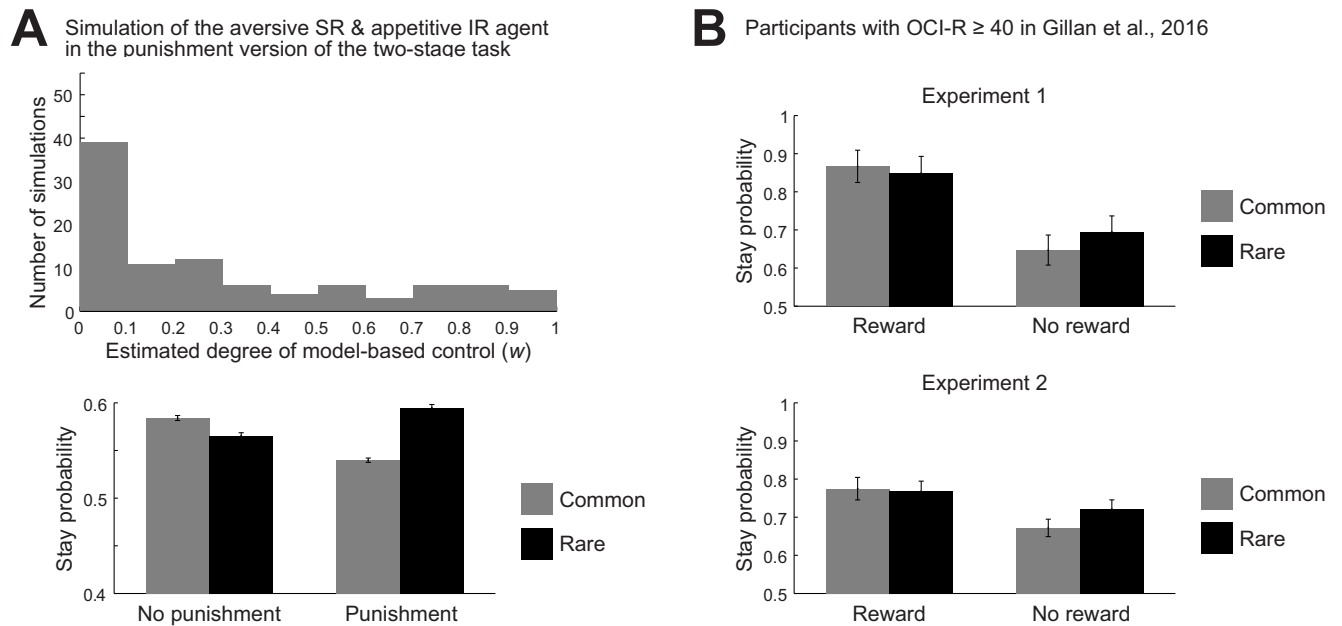 A
Simulation of the aversive SR & appetitive IR agent
in the punishment version of the two-stage task
50
40
30
20
10
0
Number of simulations
0 0.1 0.2 0.3 0.4 0.5 0.6 0.7 0.8 0.9 1
Estimated degree of model-based control (w)
0.6
0.5
0.4
Stay probability
No punishment Punishment
Common
Rare
B
Participants with OCI-R ≥ 40 in Gillan et al., 2016
Experiment 1
1
0.9
0.8
0.7
0.6
0.5
Stay probability
Reward No reward
Common
Rare
Experiment 2
1
0.9
0.8
0.7
0.6
0.5
Stay probability
Reward No reward
Common
Rare